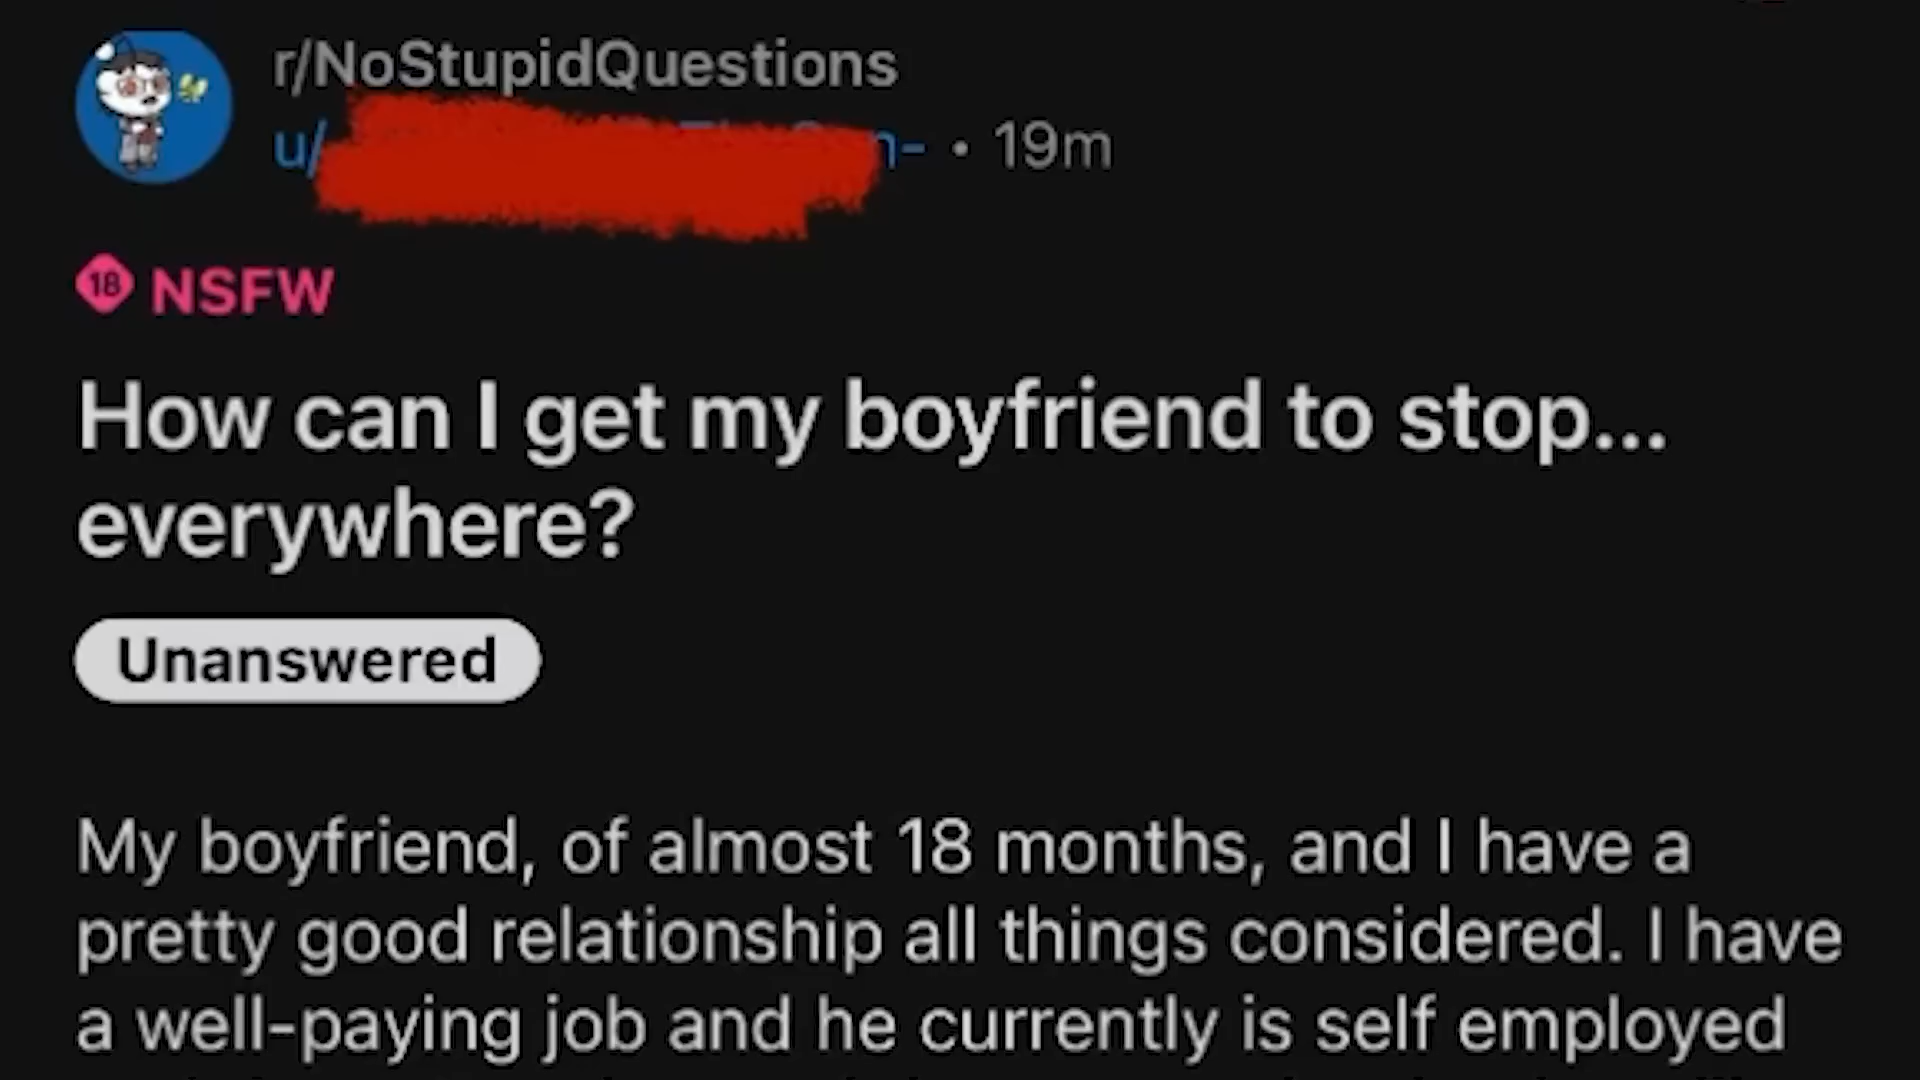 r/NoStupidQuestions
u/ • 19m
18 NSFW
How can I get my boyfriend to stop...
everywhere?
Unanswered
My boyfriend, of almost 18 months, and I have a
pretty good relationship all things considered. I have
a well-paying job and he currently is self employed